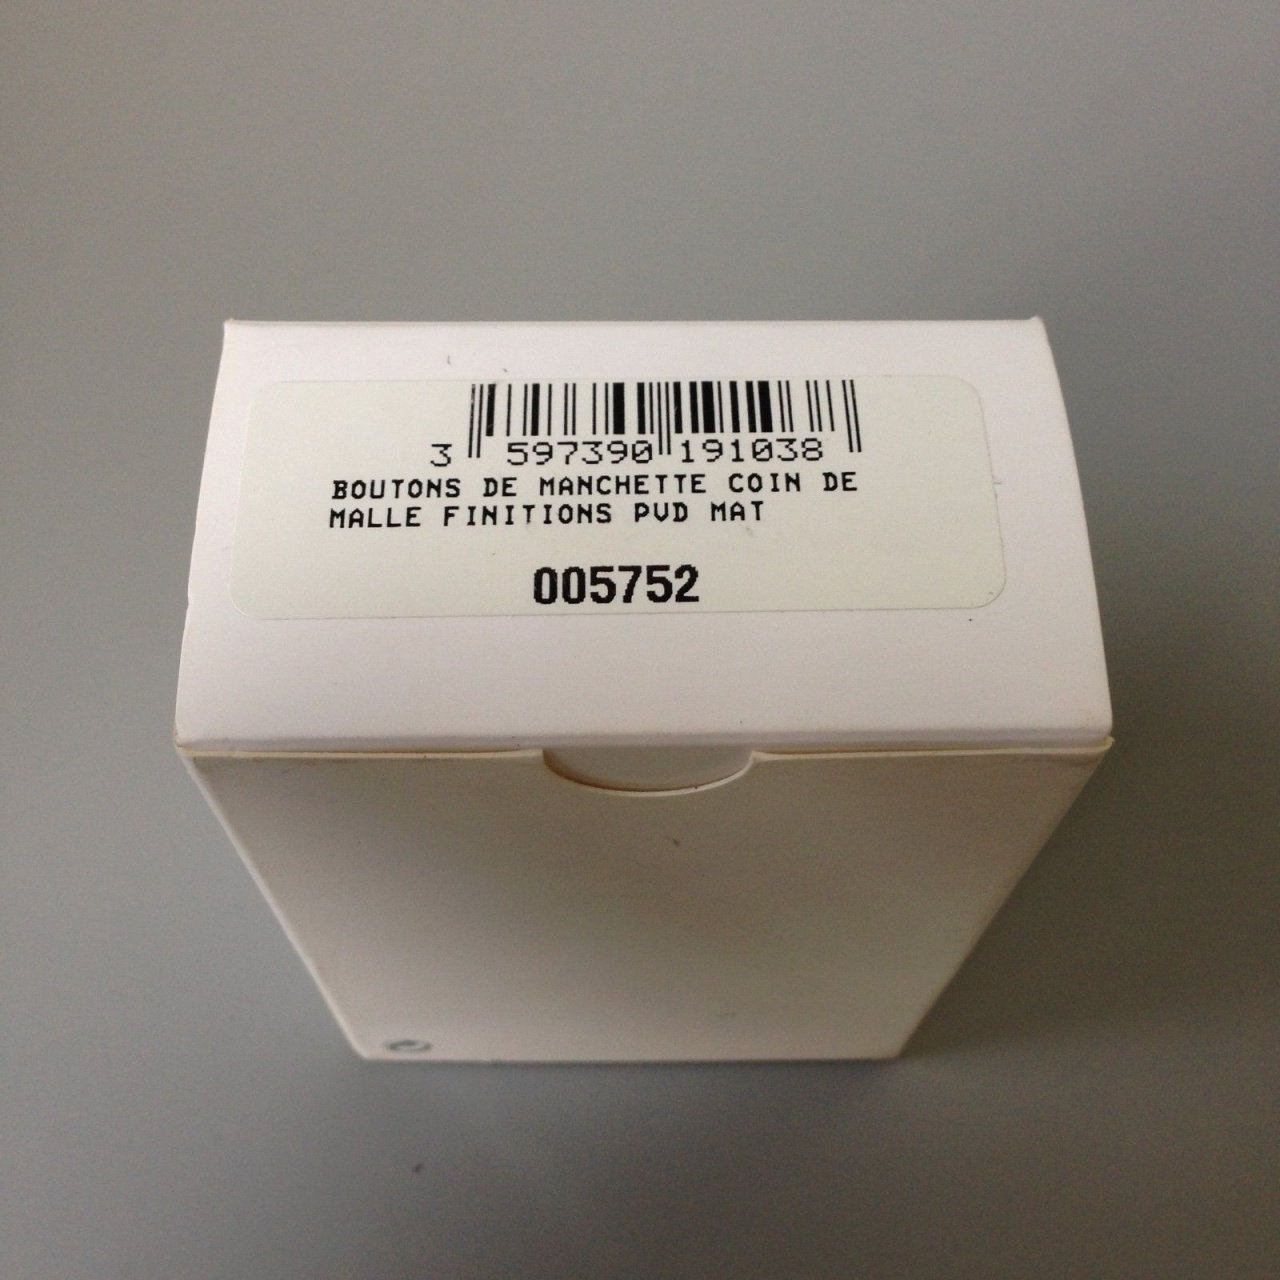 3 597390 191038
BOUTONS DE MANCHETTE COIN DE
MALLE FINITIONS PVD MAT
005752